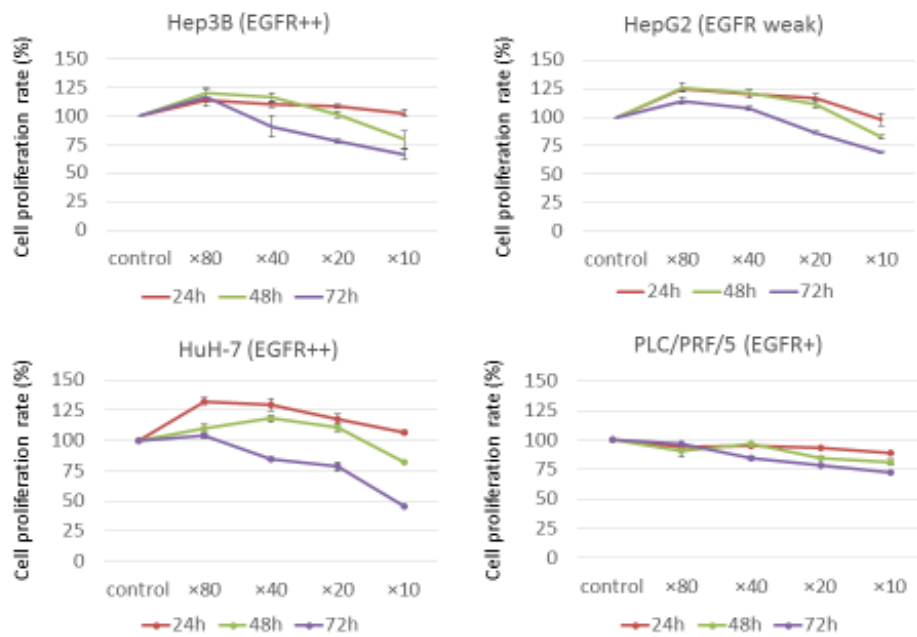 Hep3B (EGFR++)
Cell proliferation rate (%)
150
125
100
75
50
25
0
control ×80 ×40 ×20 ×10
24h 48h 72h
HepG2 (EGFR weak)
Cell proliferation rate (%)
150
125
100
75
50
25
0
control ×80 ×40 ×20 ×10
24h 48h 72h
HuH-7 (EGFR++)
Cell proliferation rate (%)
150
125
100
75
50
25
0
control ×80 ×40 ×20 ×10
24h 48h 72h
PLC/PRF/5 (EGFR+)
Cell proliferation rate (%)
150
125
100
75
50
25
0
control ×80 ×40 ×20 ×10
24h 48h 72h